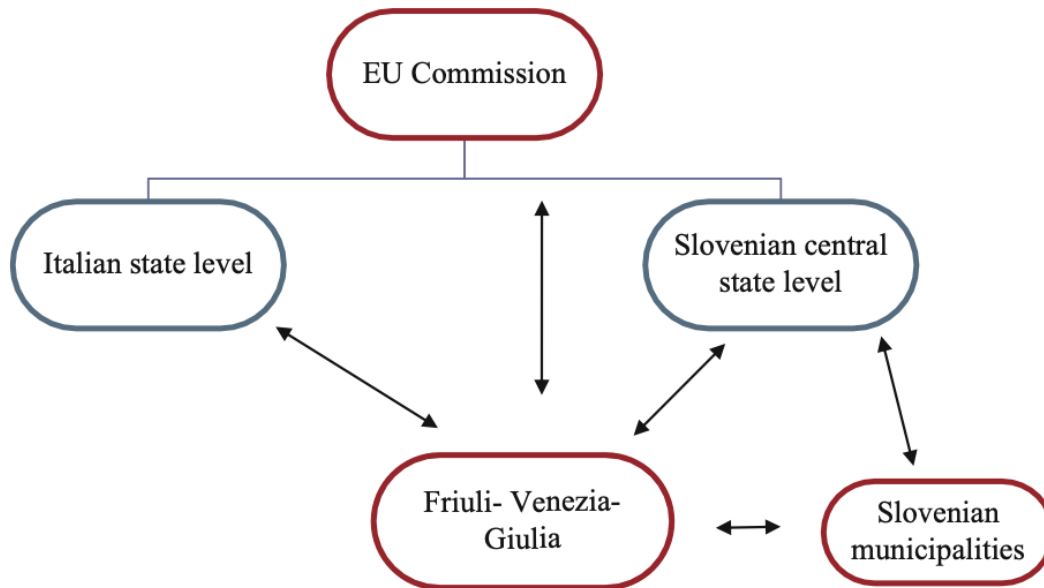 EU Commission
Italian state level
Slovenian central
state level
Friuli- Venezia-
Giulia
Slovenian
municipalities